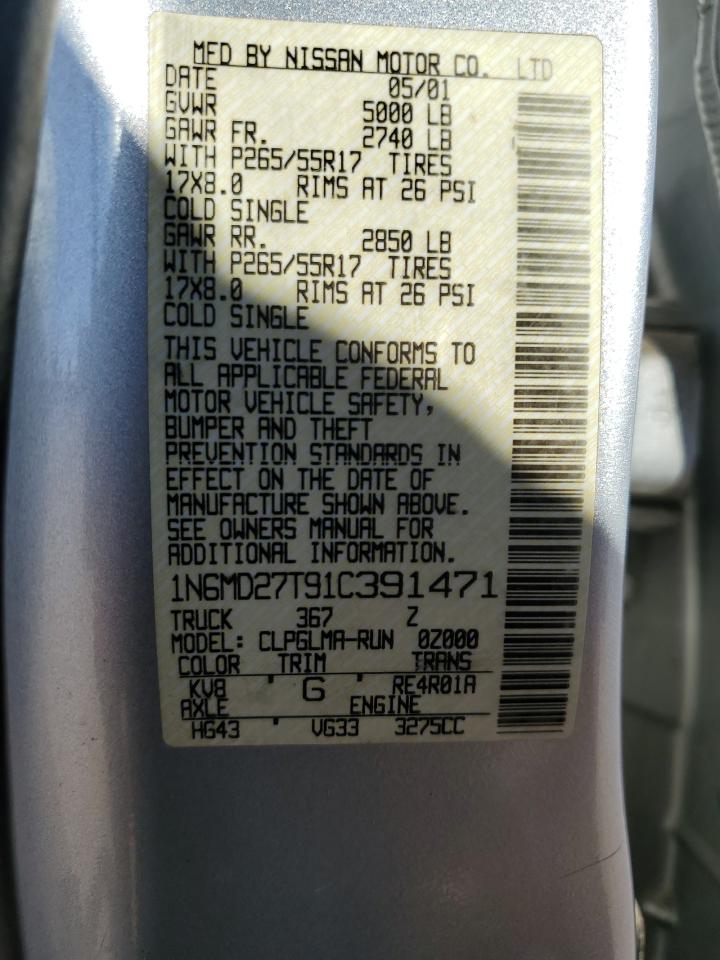 MFD BY NISSAN MOTOR CO. LTD
DATE 05/01
GVWR 5000 LB
GAWR FR. 2740 LB
WITH P265/55R17 TIRES
17X8.0 RIMS AT 26 PSI
COLD SINGLE
GAWR RR. 2850 LB
WITH P265/55R17 TIRES
17X8.0 RIMS AT 26 PSI
COLD SINGLE
THIS VEHICLE CONFORMS TO
ALL APPLICABLE FEDERAL
MOTOR VEHICLE SAFETY,
BUMPER AND THEFT
PREVENTION STANDARDS IN
EFFECT ON THE DATE OF
MANUFACTURE SHOWN ABOVE.
SEE OWNERS MANUAL FOR
ADDITIONAL INFORMATION.
1N6MD27T91C391471
TRUCK 367 Z
MODEL: CLPGLMA-RUN 0Z000
COLOR TRIM TRANS
KV8 ' G ' RE4R01A
AXLE ENGINE
HG43 ' VG33 3275CC